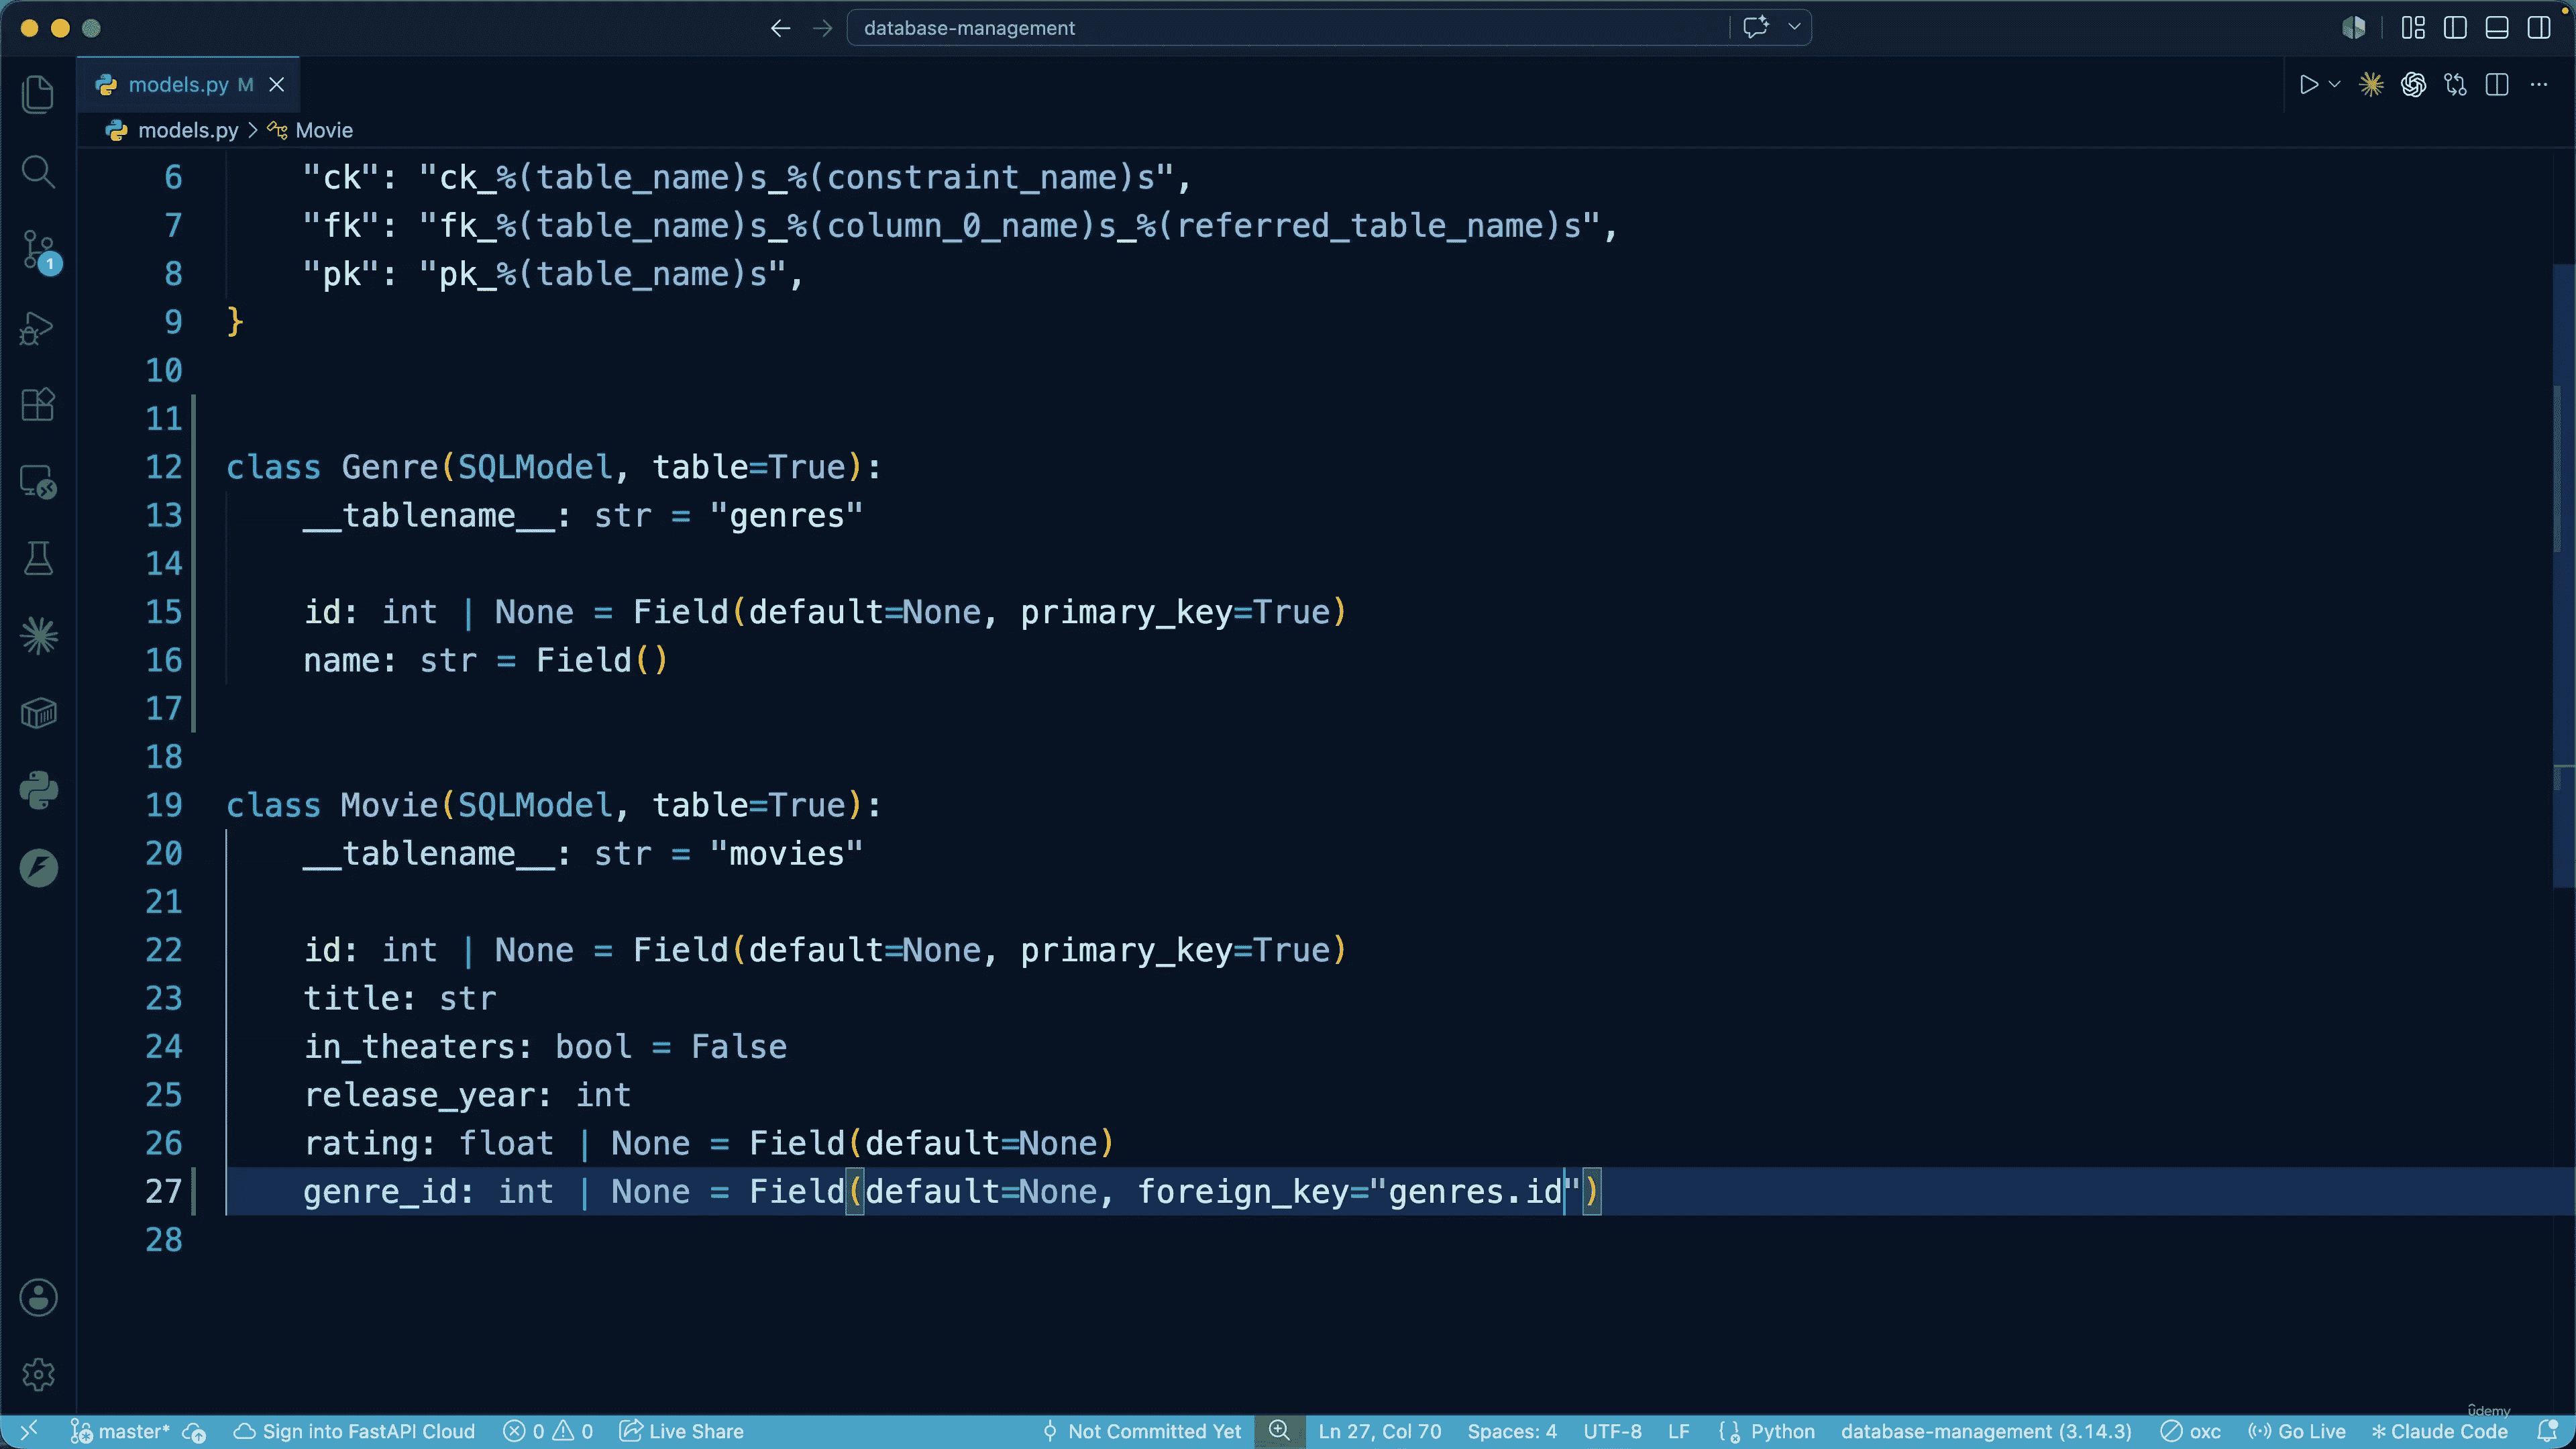 database-management
models.py M
models.py > Movie
6 "ck": "ck_%(table_name)s_%(constraint_name)s",
7 "fk": "fk_%(table_name)s_%(column_0_name)s_%(referred_table_name)s",
8 "pk": "pk_%(table_name)s",
9 }
10
11
12 class Genre(SQLModel, table=True):
13 __tablename__: str = "genres"
14
15 id: int | None = Field(default=None, primary_key=True)
16 name: str = Field()
17
18
19 class Movie(SQLModel, table=True):
20 __tablename__: str = "movies"
21
22 id: int | None = Field(default=None, primary_key=True)
23 title: str
24 in_theaters: bool = False
25 release_year: int
26 rating: float | None = Field(default=None)
27 genre_id: int | None = Field(default=None, foreign_key="genres.id")
28
1
udemy
master* Sign into FastAPI Cloud 0 0 Live Share Not Committed Yet Ln 27, Col 70 Spaces: 4 UTF-8 LF Python database-management (3.14.3) oxc Go Live Claude Code